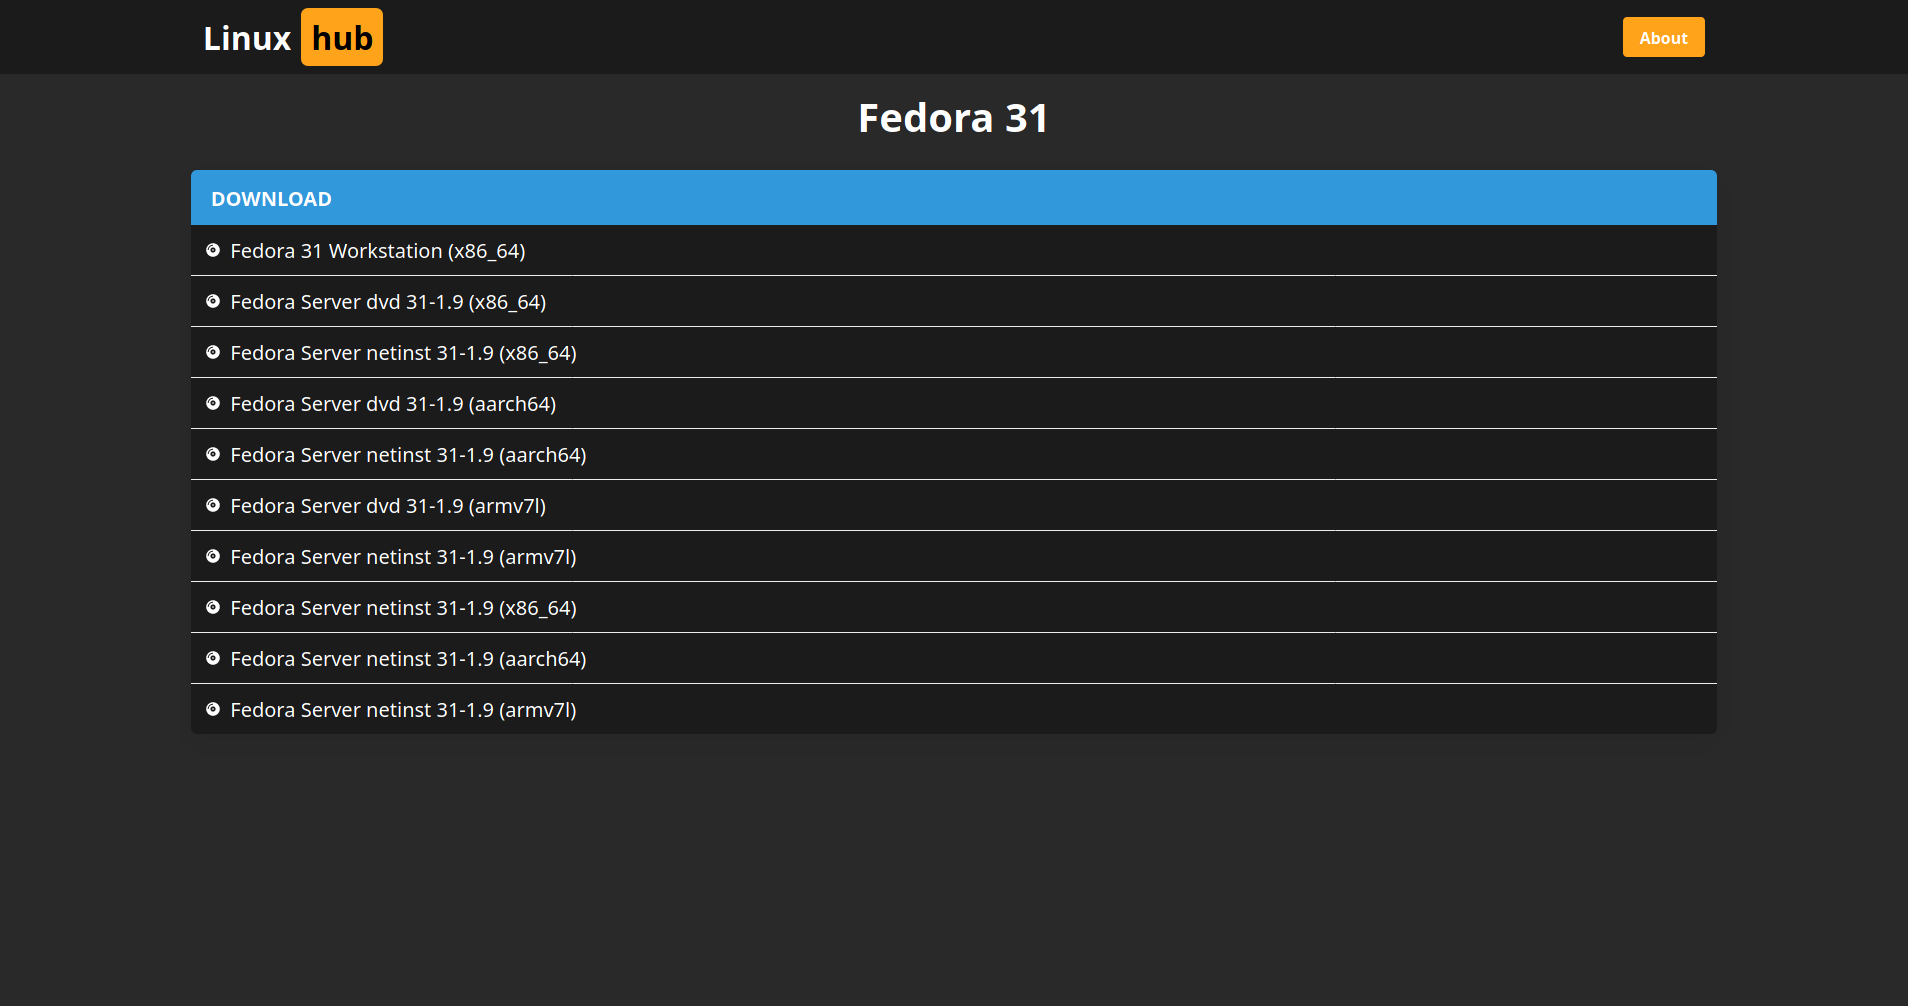 Linux hub
About
Fedora 31
DOWNLOAD
Fedora 31 Workstation (x86_64)
Fedora Server dvd 31-1.9 (x86_64)
Fedora Server netinst 31-1.9 (x86_64)
Fedora Server dvd 31-1.9 (aarch64)
Fedora Server netinst 31-1.9 (aarch64)
Fedora Server dvd 31-1.9 (armv7l)
Fedora Server netinst 31-1.9 (armv7l)
Fedora Server netinst 31-1.9 (x86_64)
Fedora Server netinst 31-1.9 (aarch64)
Fedora Server netinst 31-1.9 (armv7l)